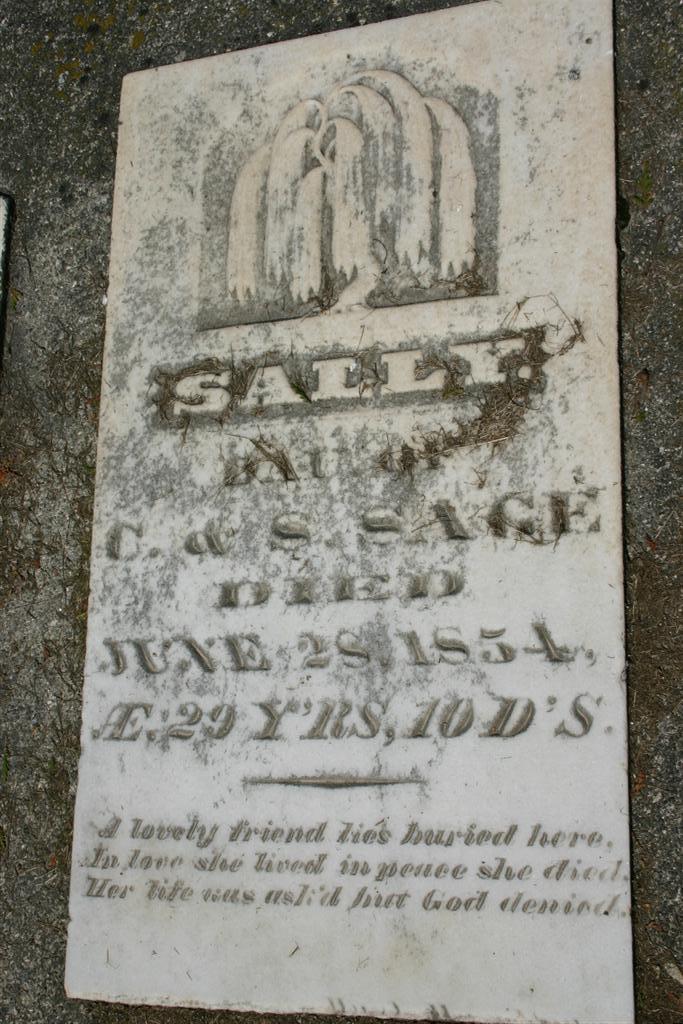 SALLY.
DAU. OF
C. & S. SAGE
DIED
JUNE 28, 1854,
Æ. 29 Y'RS, 10 D'S.
A lovely friend lies buried here,
In love she lived in peace she died.
Her life was ask'd but God denied.